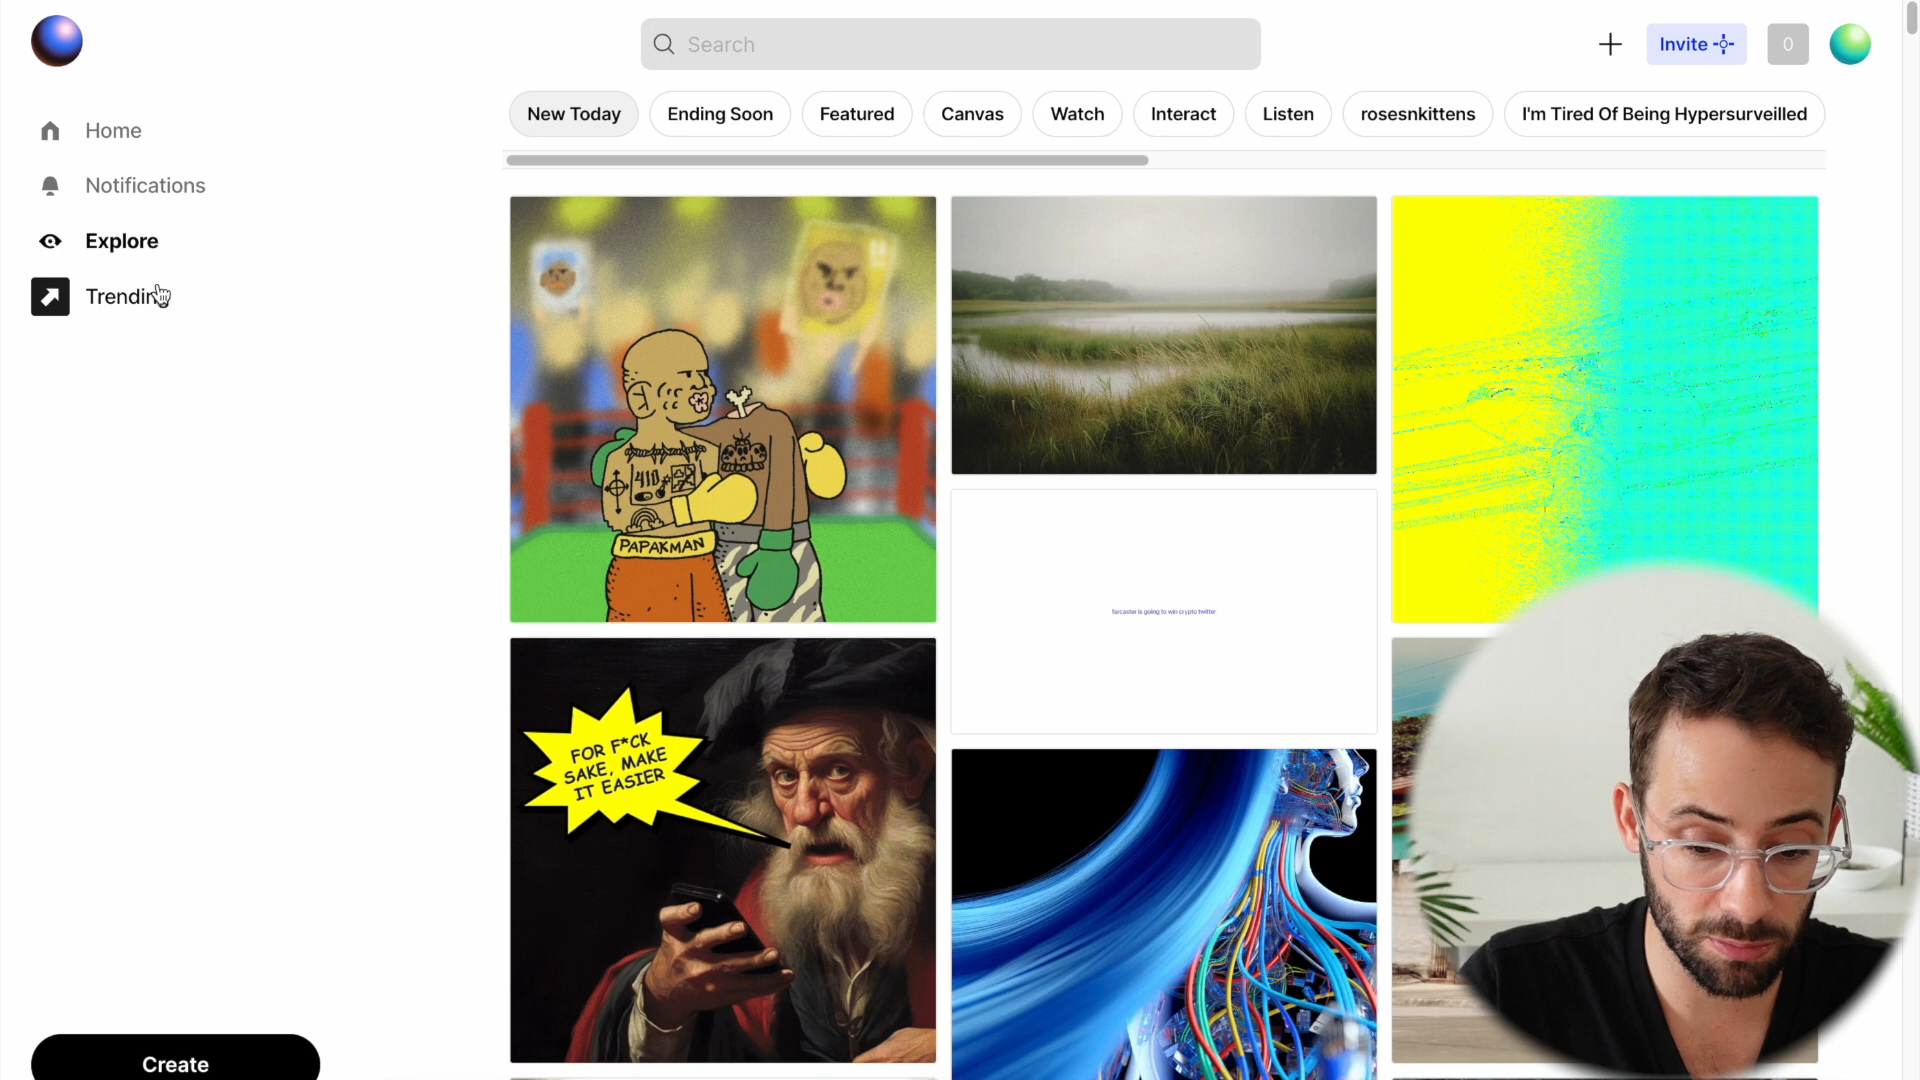 Search
Invite
0
Home
Notifications
Explore
Trending
Create
New Today
Ending Soon
Featured
Canvas
Watch
Interact
Listen
rosesnkittens
I'm Tired Of Being Hypersurveilled
410
PAPAKMAN
farcaster is going to win crypto twitter
FOR F*CK
SAKE, MAKE
IT EASIER